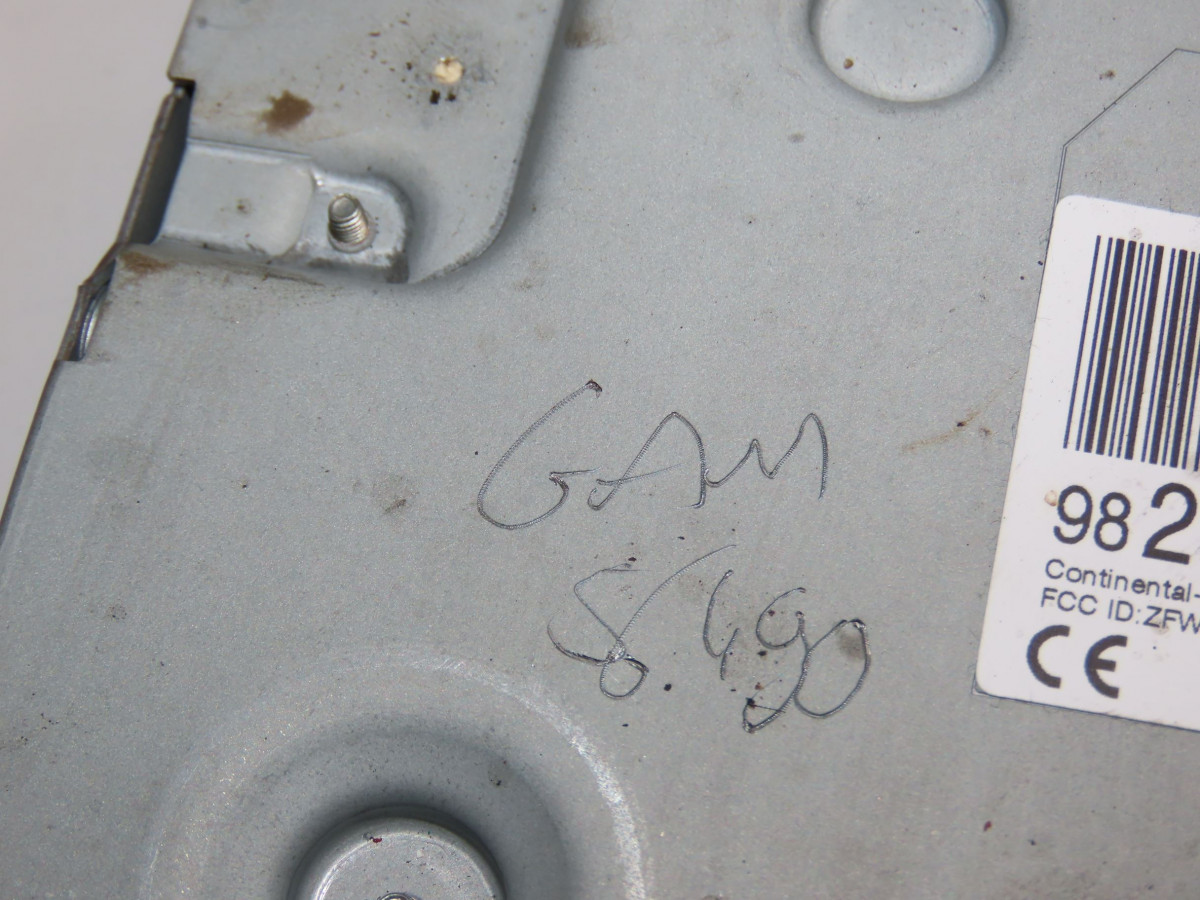 GAM
8.490
982
Continental-
FCC ID:ZFW
CE